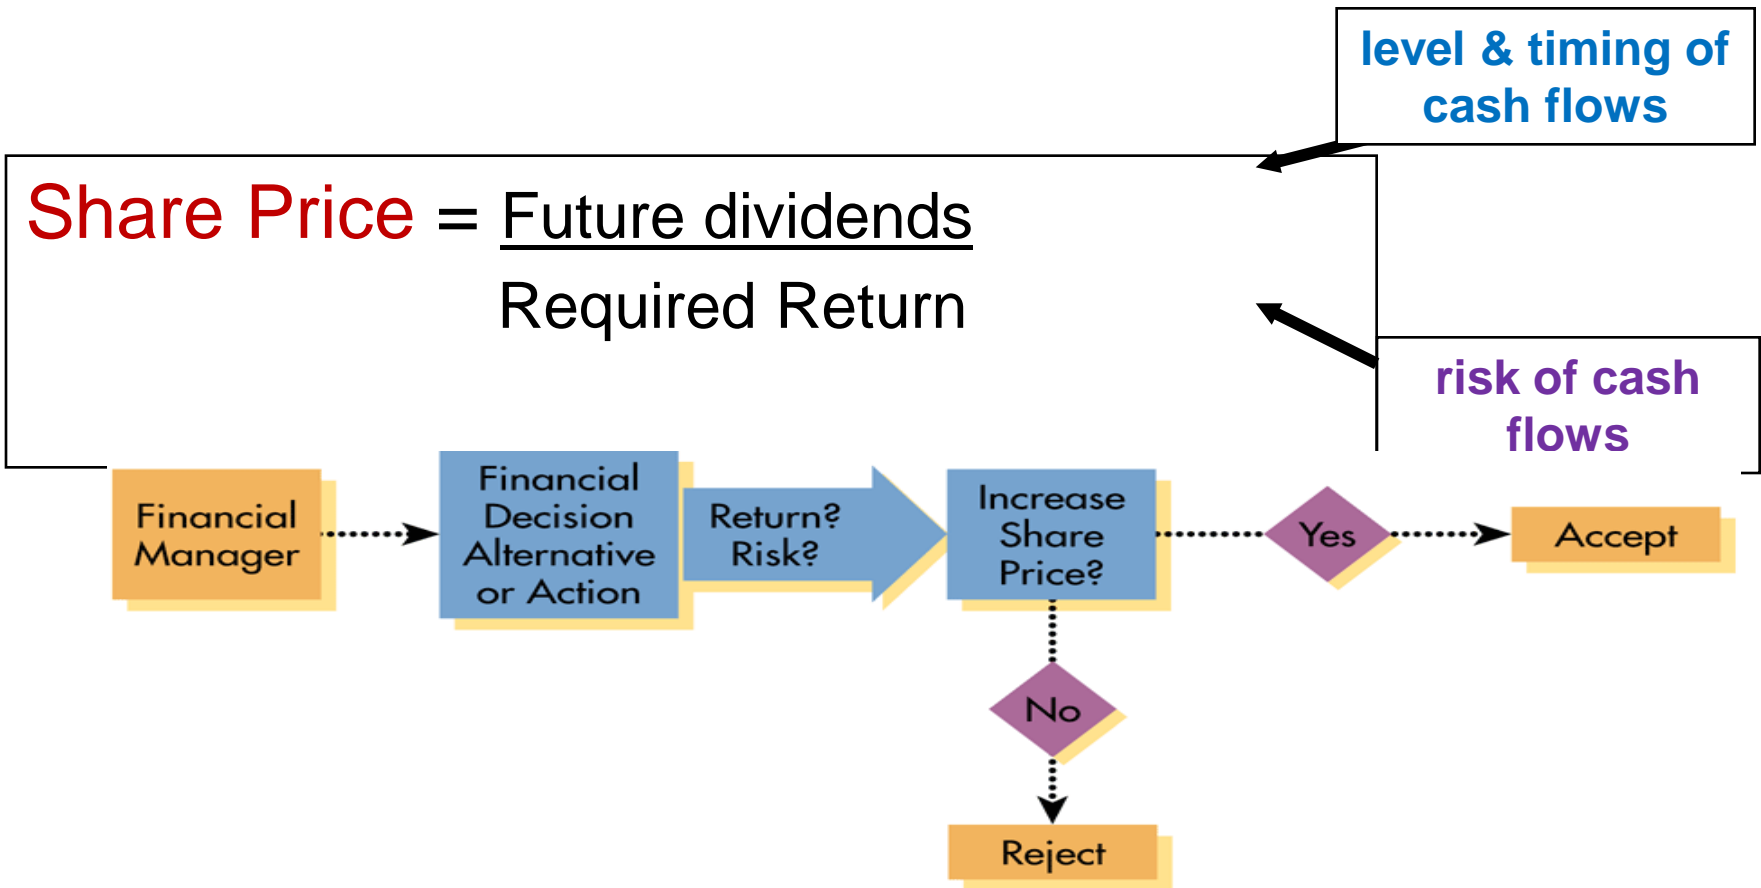 level & timing of
cash flows
Share Price = Future dividends
Required Return
risk of cash
flows
Financial
Manager
Financial
Decision
Alternative
or Action
Return?
Risk?
Increase
Share
Price?
Yes
Accept
No
Reject